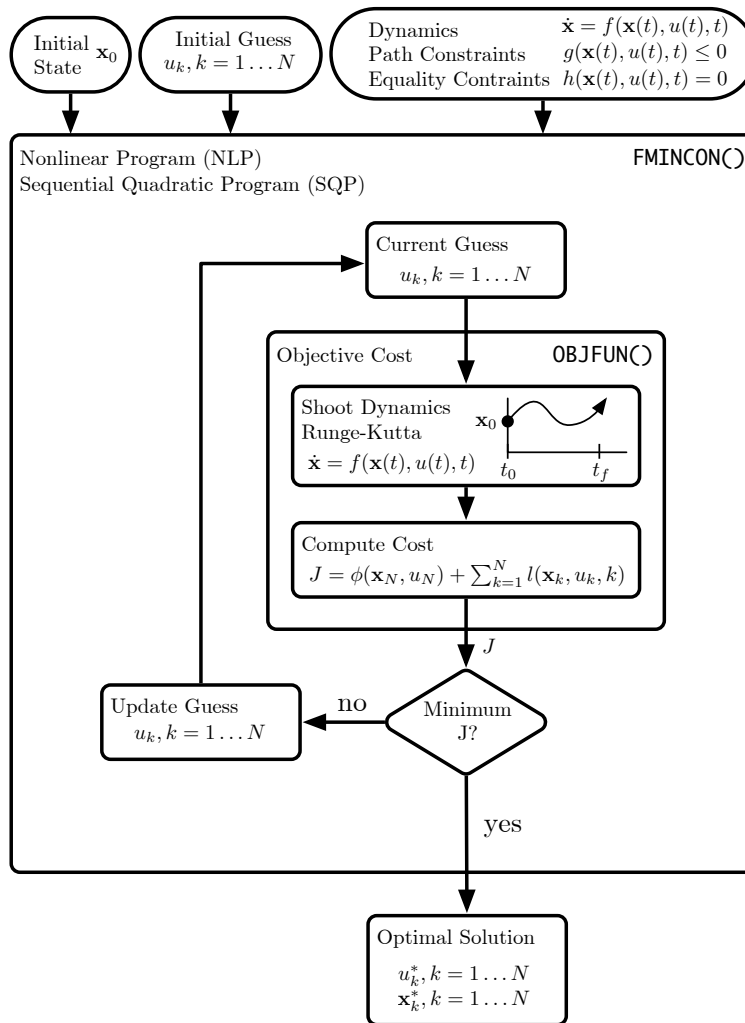 Initial x₀
State
Initial Guess
u_k, k = 1 … N
Dynamics ẋ = f(x(t), u(t), t)
Path Constraints g(x(t), u(t), t) ≤ 0
Equality Contraints h(x(t), u(t), t) = 0
Nonlinear Program (NLP) FMINCON()
Sequential Quadratic Program (SQP)
Current Guess
u_k, k = 1 … N
Objective Cost OBJFUN()
Shoot Dynamics
Runge-Kutta
ẋ = f(x(t), u(t), t)
x₀
t₀ t_f
Compute Cost
J = ϕ(x_N, u_N) + ∑_{k=1}^{N} l(x_k, u_k, k)
J
Minimum
J?
no
Update Guess
u_k, k = 1 … N
yes
Optimal Solution
u*_k, k = 1 … N
x*_k, k = 1 … N